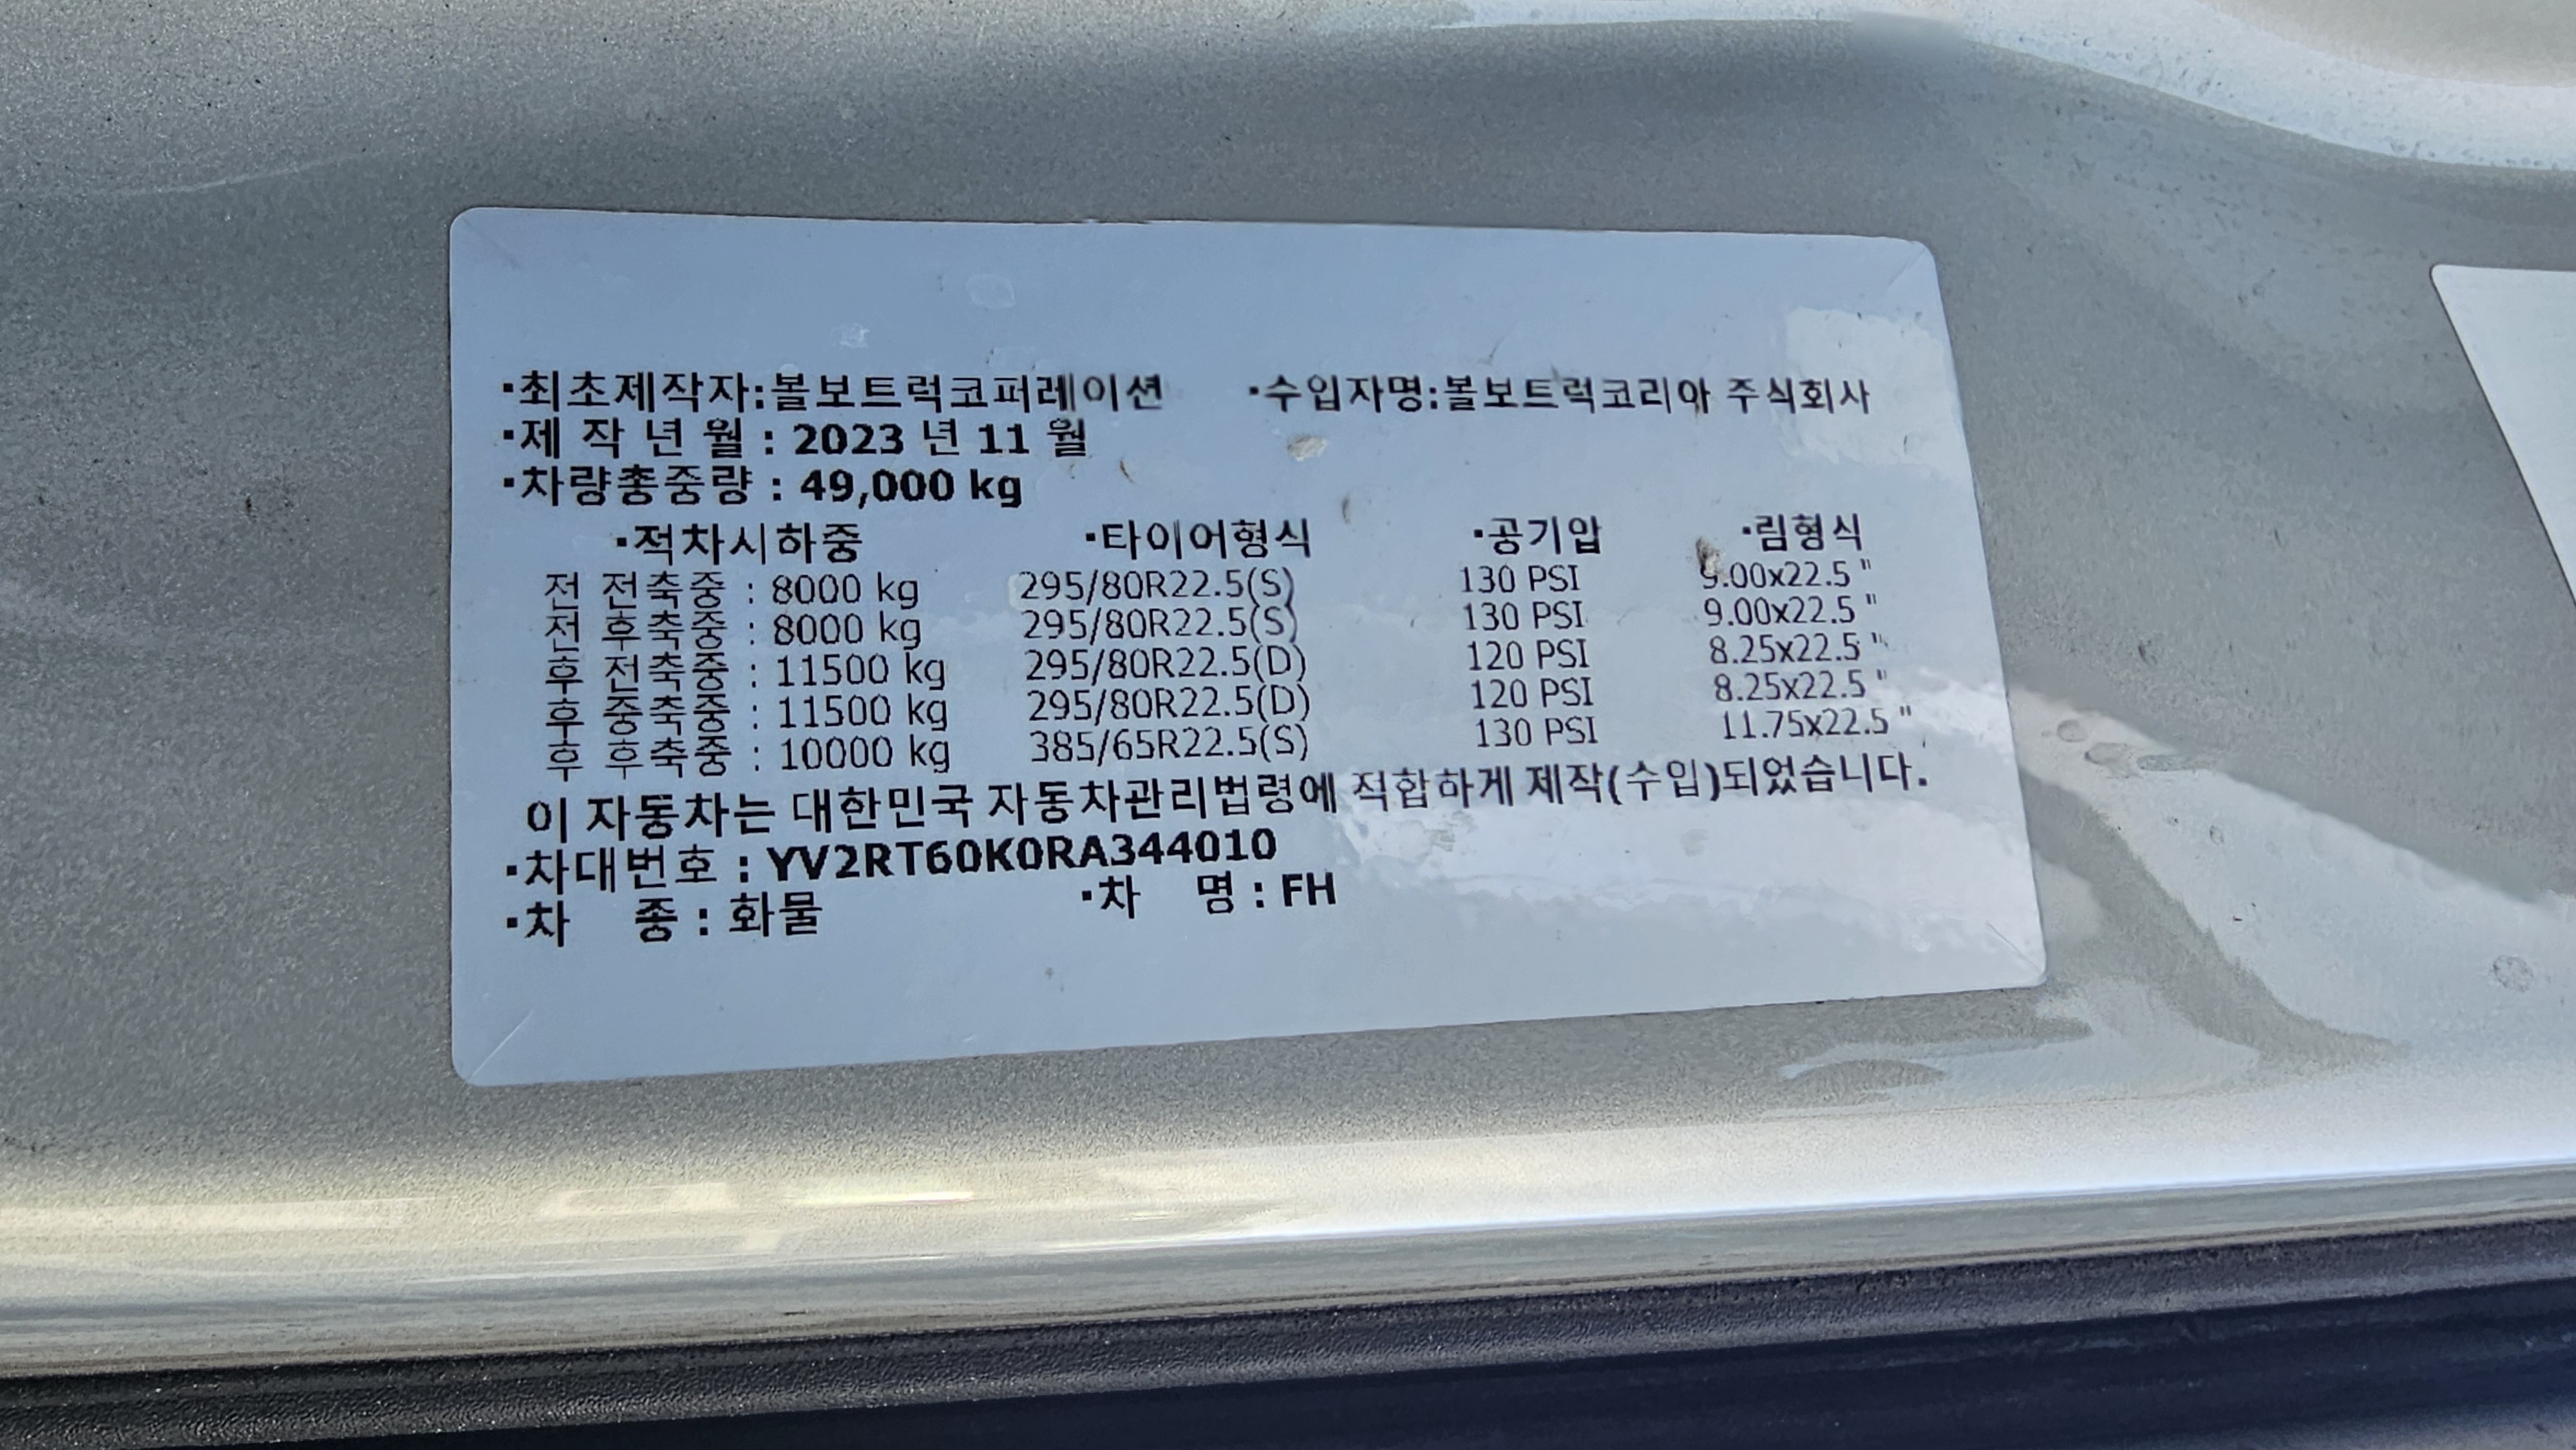 ·최초제작자:볼보트럭코퍼레이션 ·수입자명:볼보트럭코리아 주식회사
·제 작 년 월 : 2023 년 11 월
·차량총중량 : 49,000 kg
·적차시하중 ·타이어형식 ·공기압 ·림형식
전 전축중 : 8000 kg 295/80R22.5(S) 130 PSI 9.00x22.5 "
전 후축중 : 8000 kg 295/80R22.5(S) 130 PSI 9.00x22.5 "
후 전축중 : 11500 kg 295/80R22.5(D) 120 PSI 8.25x22.5 "
후 중축중 : 11500 kg 295/80R22.5(D) 120 PSI 8.25x22.5 "
후 후축중 : 10000 kg 385/65R22.5(S) 130 PSI 11.75x22.5 "
이 자동차는 대한민국 자동차관리법령에 적합하게 제작(수입)되었습니다.
·차대번호 : YV2RT60K0RA344010
·차 종 : 화물 ·차 명 : FH